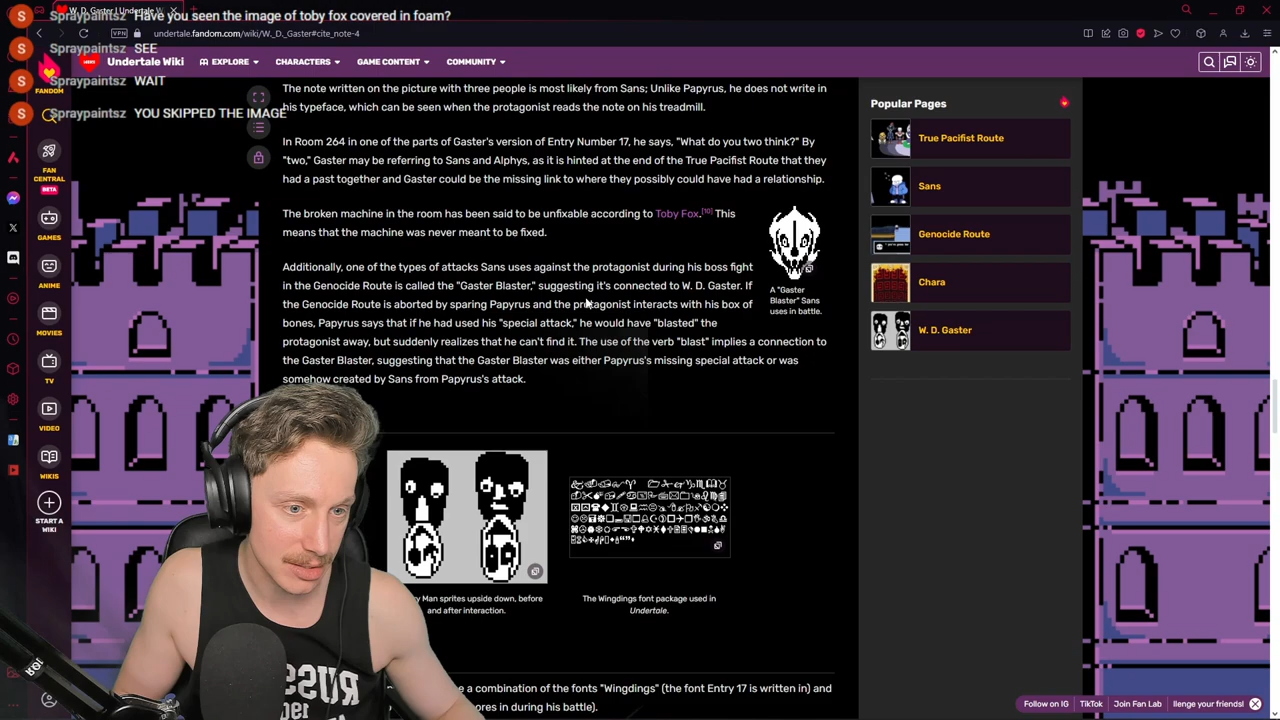 W. D. Gaster | Undertale W
Spraypaintsz Have you seen the image of toby fox covered in foam?
VPN
undertale.fandom.com/wiki/W._D._Gaster#cite_note-4
Spraypaintsz SEE
Undertale Wiki
EXPLORE
CHARACTERS
GAME CONTENT
COMMUNITY
Spraypaintsz WAIT
Spraypaintsz YOU SKIPPED THE IMAGE
FANDOM
FAN CENTRAL
BETA
GAMES
ANIME
MOVIES
TV
VIDEO
WIKIS
START A WIKI
The note written on the picture with three people is most likely from Sans; Unlike Papyrus, he does not write in
his typeface, which can be seen when the protagonist reads the note on his treadmill.
In Room 264 in one of the parts of Gaster's version of Entry Number 17, he says, "What do you two think?" By
"two," Gaster may be referring to Sans and Alphys, as it is hinted at the end of the True Pacifist Route that they
had a past together and Gaster could be the missing link to where they possibly could have had a relationship.
The broken machine in the room has been said to be unfixable according to Toby Fox.[10] This
means that the machine was never meant to be fixed.
Additionally, one of the types of attacks Sans uses against the protagonist during his boss fight
in the Genocide Route is called the "Gaster Blaster," suggesting it's connected to W. D. Gaster. If
the Genocide Route is aborted by sparing Papyrus and the protagonist interacts with his box of
bones, Papyrus says that if he had used his "special attack," he would have "blasted" the
protagonist away, but suddenly realizes that he can't find it. The use of the verb "blast" implies a connection to
the Gaster Blaster, suggesting that the Gaster Blaster was either Papyrus's missing special attack or was
somehow created by Sans from Papyrus's attack.
A "Gaster
Blaster" Sans
uses in battle.
Man sprites upside down, before
and after interaction.
The Wingdings font package used in
Undertale.
a combination of the fonts "Wingdings" (the font Entry 17 is written in) and
in during his battle).
Popular Pages
True Pacifist Route
Sans
Genocide Route
Chara
W. D. Gaster
RUSS
Follow on IG
TikTok
Join Fan Lab
llenge your friends!